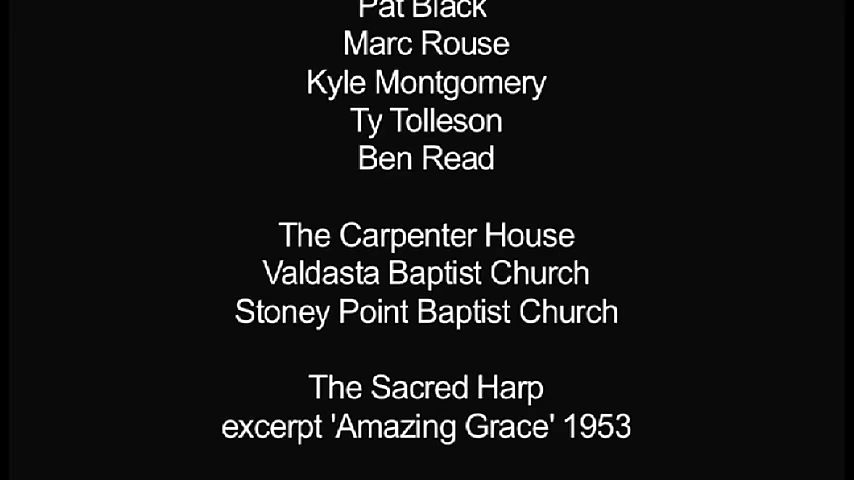 Pat Black
Marc Rouse
Kyle Montgomery
Ty Tolleson
Ben Read
The Carpenter House
Valdasta Baptist Church
Stoney Point Baptist Church
The Sacred Harp
excerpt 'Amazing Grace' 1953